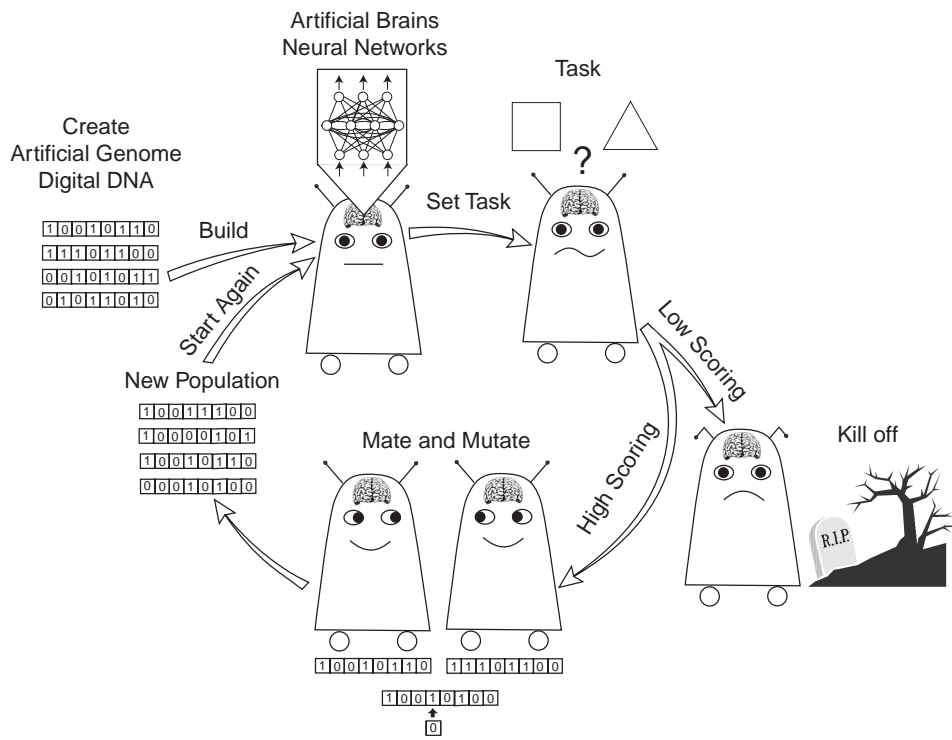 Artificial Brains
Neural Networks
Task
Create
Artificial Genome
Digital DNA
?
Set Task
Build
1 0 0 1 0 1 1 0
1 1 1 0 1 1 0 0
0 0 1 0 1 0 1 1
0 1 0 1 1 0 1 0
Start Again
Low Scoring
New Population
1 0 0 1 1 1 0 0
1 0 0 0 0 1 0 1
1 0 0 1 0 1 1 0
0 0 0 1 0 1 0 0
Mate and Mutate
High Scoring
Kill off
R.I.P.
1 0 0 1 0 1 1 0
1 1 1 0 1 1 0 0
1 0 0 1 0 1 0 0
0